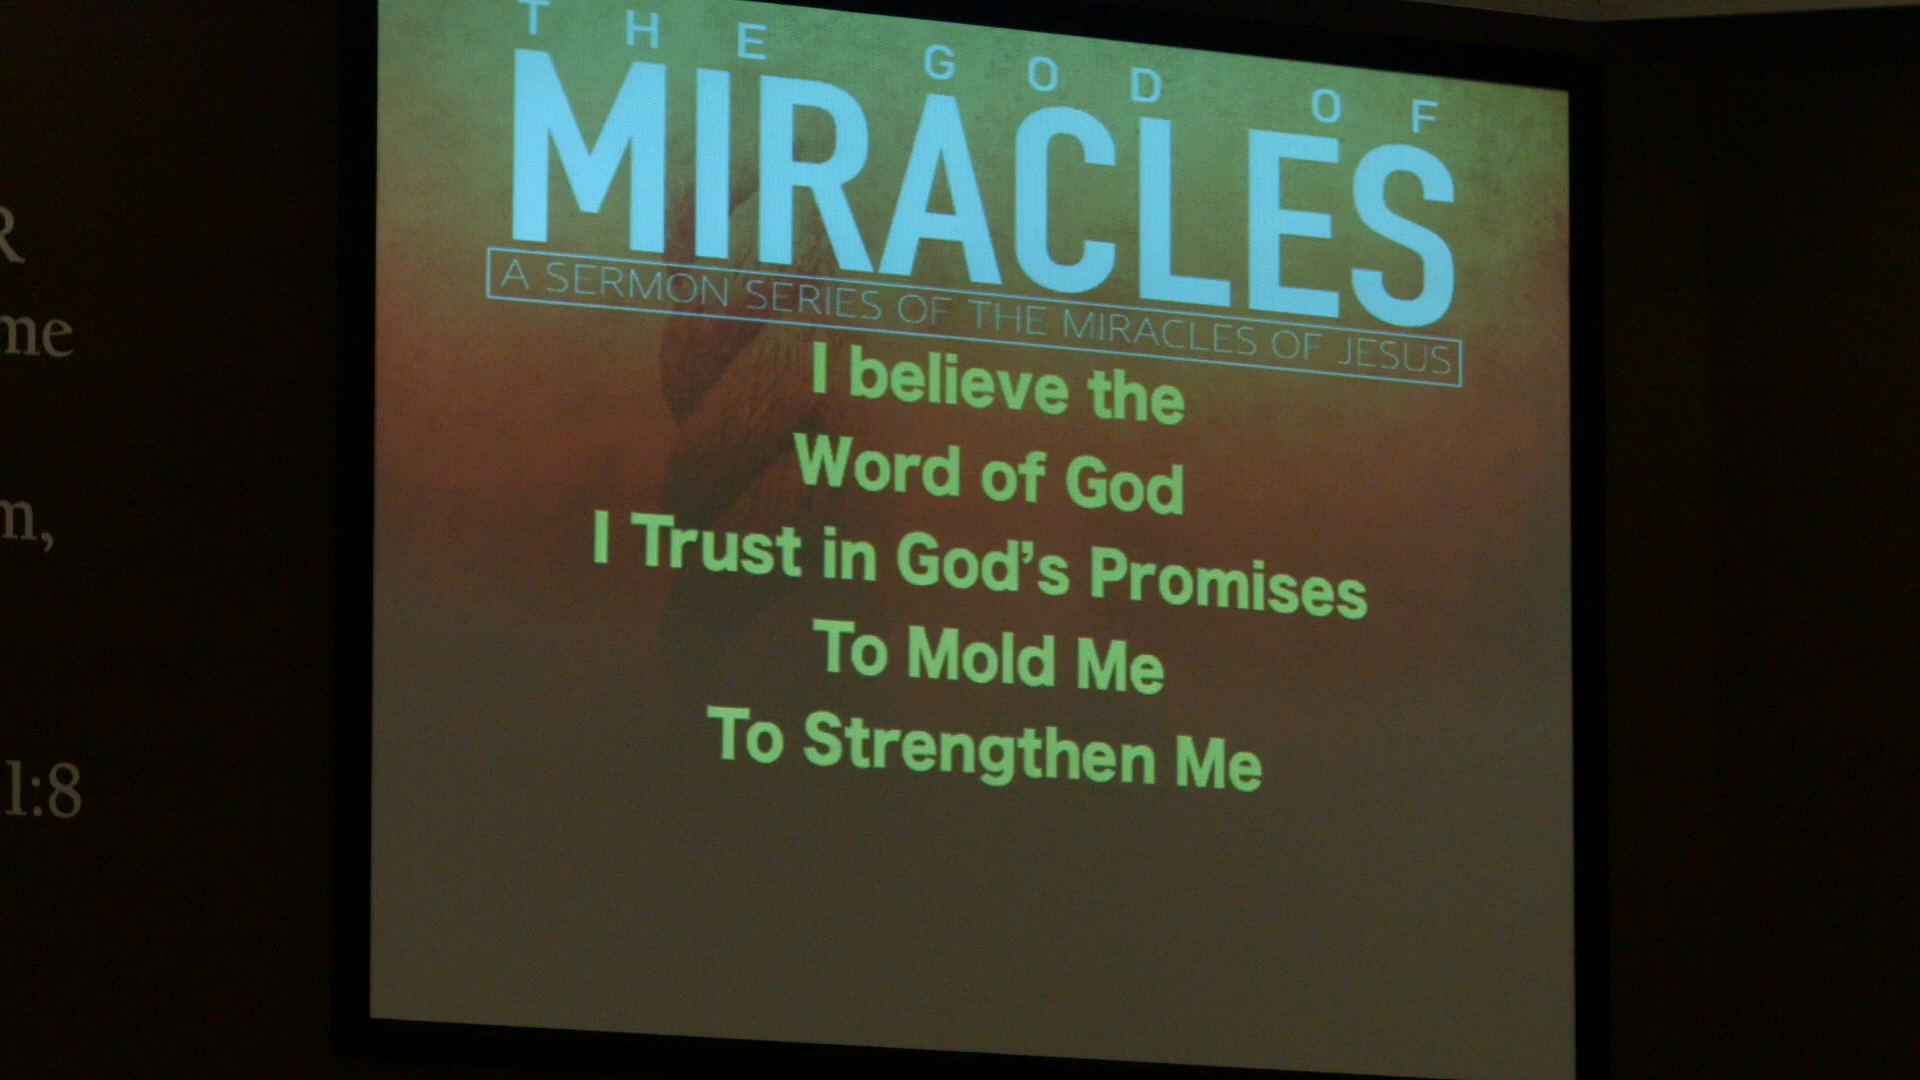 THE GOD OF
MIRACLES
A SERMON SERIES OF THE MIRACLES OF JESUS
I believe the
Word of God
I Trust in God's Promises
To Mold Me
To Strengthen Me
R
me
m,
1:8